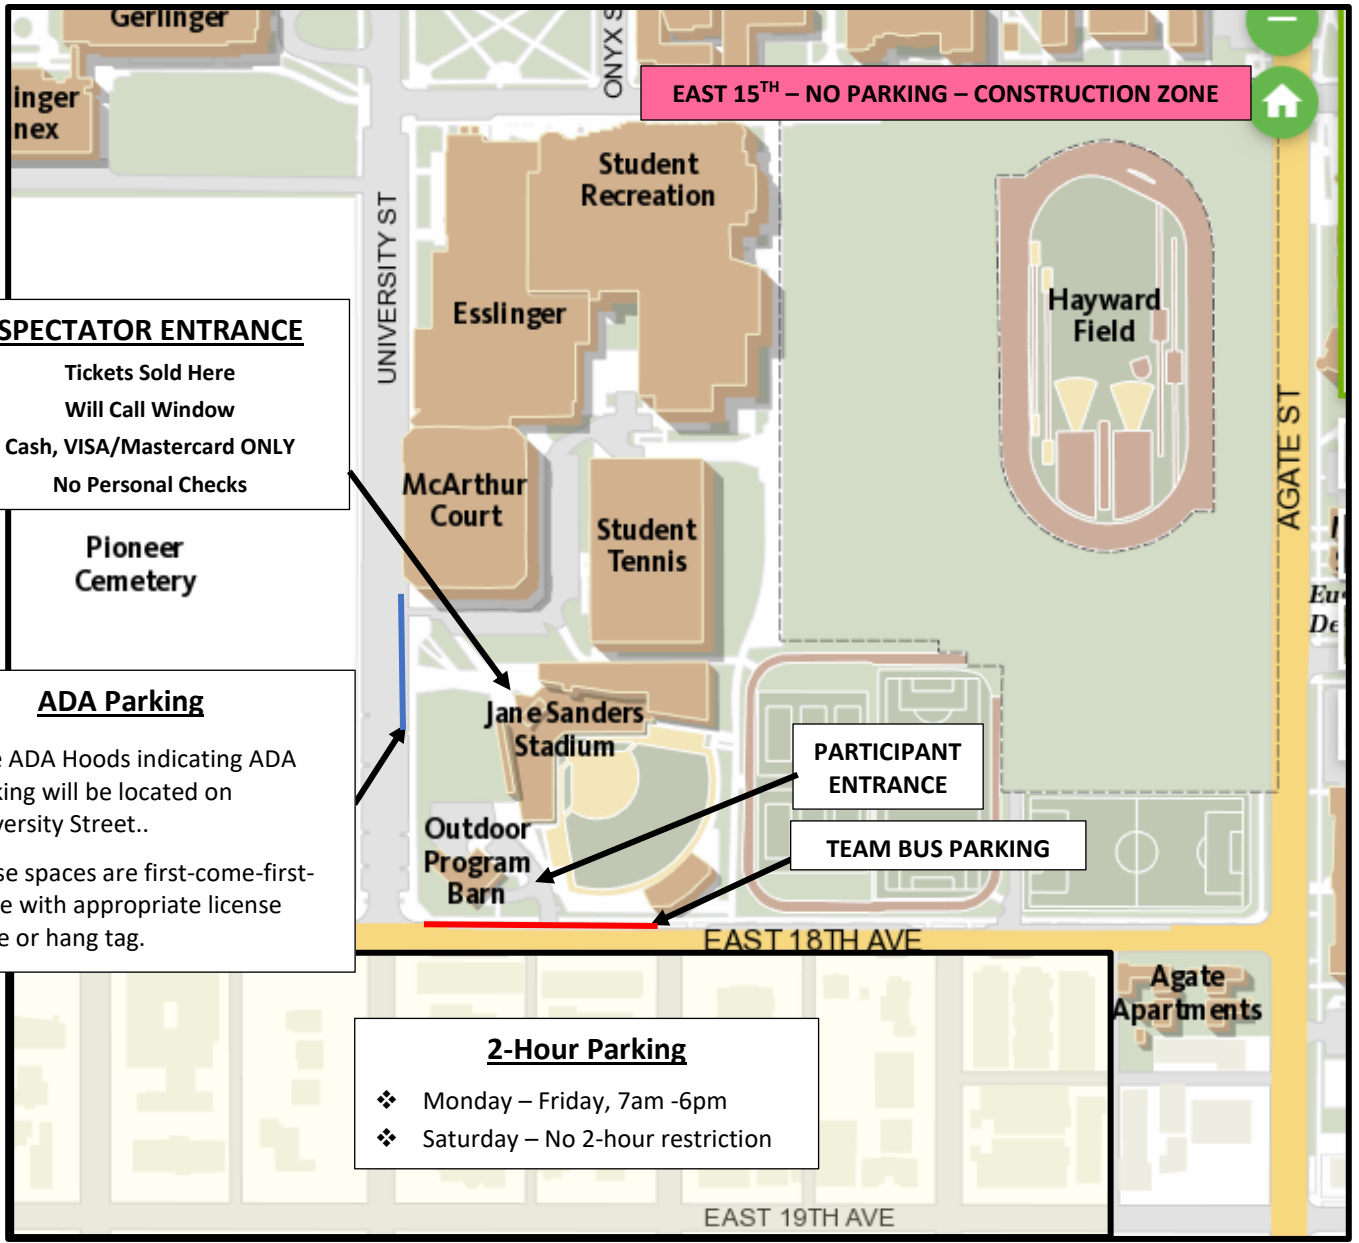 Gerlinger
inger
nex
ONYX S
EAST 15TH – NO PARKING – CONSTRUCTION ZONE
Student
Recreation
UNIVERSITY ST
Esslinger
Hayward
Field
AGATE ST
SPECTATOR ENTRANCE
Tickets Sold Here
Will Call Window
Cash, VISA/Mastercard ONLY
No Personal Checks
McArthur
Court
Student
Tennis
Pioneer
Cemetery
Eu
De
ADA Parking
e ADA Hoods indicating ADA
king will be located on
versity Street..
se spaces are first-come-first-
e with appropriate license
e or hang tag.
Jane Sanders
Stadium
PARTICIPANT
ENTRANCE
TEAM BUS PARKING
Outdoor
Program
Barn
EAST 18TH AVE
Agate
Apartments
2-Hour Parking
❖ Monday – Friday, 7am -6pm
❖ Saturday – No 2-hour restriction
EAST 19TH AVE